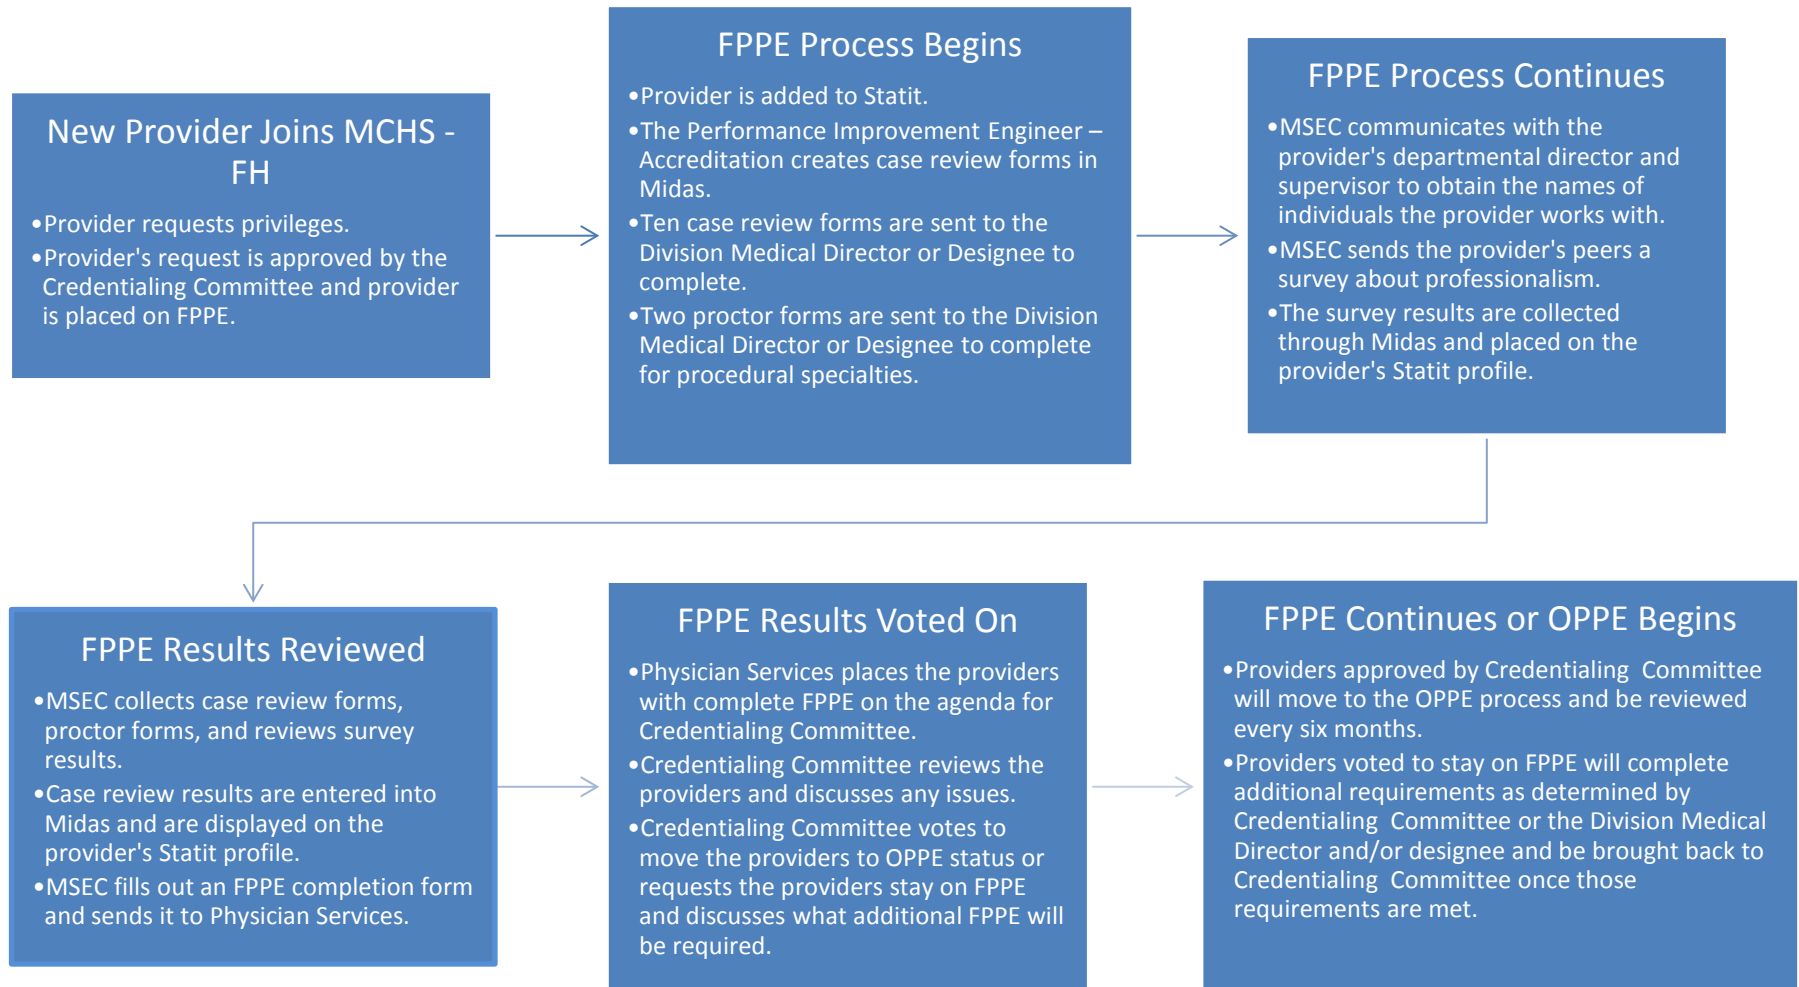 New Provider Joins MCHS -
FH
•Provider requests privileges.
•Provider's request is approved by the
Credentialing Committee and provider
is placed on FPPE.
FPPE Process Begins
•Provider is added to Statit.
•The Performance Improvement Engineer –
Accreditation creates case review forms in
Midas.
•Ten case review forms are sent to the
Division Medical Director or Designee to
complete.
•Two proctor forms are sent to the Division
Medical Director or Designee to complete
for procedural specialties.
FPPE Process Continues
•MSEC communicates with the
provider's departmental director and
supervisor to obtain the names of
individuals the provider works with.
•MSEC sends the provider's peers a
survey about professionalism.
•The survey results are collected
through Midas and placed on the
provider's Statit profile.
FPPE Results Reviewed
•MSEC collects case review forms,
proctor forms, and reviews survey
results.
•Case review results are entered into
Midas and are displayed on the
provider's Statit profile.
•MSEC fills out an FPPE completion form
and sends it to Physician Services.
FPPE Results Voted On
•Physician Services places the providers
with complete FPPE on the agenda for
Credentialing Committee.
•Credentialing Committee reviews the
providers and discusses any issues.
•Credentialing Committee votes to
move the providers to OPPE status or
requests the providers stay on FPPE
and discusses what additional FPPE will
be required.
FPPE Continues or OPPE Begins
•Providers approved by Credentialing  Committee
will move to the OPPE process and be reviewed
every six months.
•Providers voted to stay on FPPE will complete
additional requirements as determined by
Credentialing  Committee or the Division Medical
Director and/or designee and be brought back to
Credentialing  Committee once those
requirements are met.